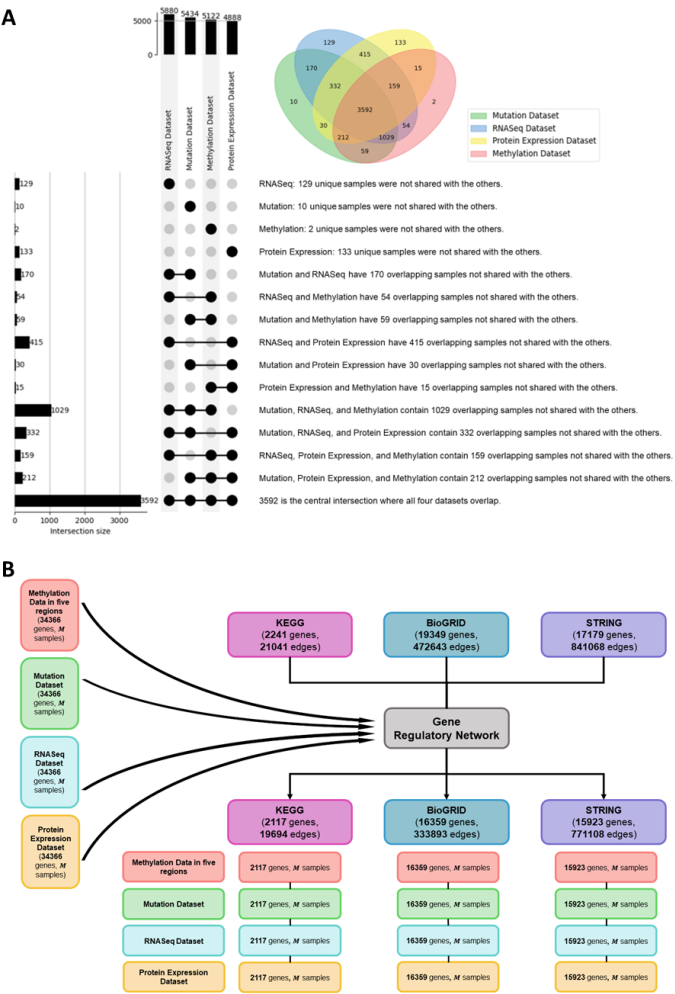 A
5880
5434
5122
4888
5000
0
RNASeq Dataset
Mutation Dataset
Methylation Dataset
Protein Expression Dataset
129
133
415
170
15
332
159
10
2
3592
30
54
212
1029
59
Mutation Dataset
RNASeq Dataset
Protein Expression Dataset
Methylation Dataset
129
RNASeq: 129 unique samples were not shared with the others.
10
Mutation: 10 unique samples were not shared with the others.
2
Methylation: 2 unique samples were not shared with the others.
133
Protein Expression: 133 unique samples were not shared with the others.
170
Mutation and RNASeq have 170 overlapping samples not shared with the others.
54
RNASeq and Methylation have 54 overlapping samples not shared with the others.
59
Mutation and Methylation have 59 overlapping samples not shared with the others.
415
RNASeq and Protein Expression have 415 overlapping samples not shared with the others.
30
Mutation and Protein Expression have 30 overlapping samples not shared with the others.
15
Protein Expression and Methylation have 15 overlapping samples not shared with the others.
1029
Mutation, RNASeq, and Methylation contain 1029 overlapping samples not shared with the others.
332
Mutation, RNASeq, and Protein Expression contain 332 overlapping samples not shared with the others.
159
RNASeq, Protein Expression, and Methylation contain 159 overlapping samples not shared with the others.
212
Mutation, Protein Expression, and Methylation contain 212 overlapping samples not shared with the others.
3592
3592 is the central intersection where all four datasets overlap.
0 1000 2000 3000
Intersection size
B
Methylation
Data in five
regions
(34366
genes, M
samples)
Mutation
Dataset
(34366
genes, M
samples)
RNASeq
Dataset
(34366
genes, M
samples)
Protein
Expression
Dataset
(34366
genes, M
samples)
KEGG
(2241 genes,
21041 edges)
BioGRID
(19349 genes,
472643 edges)
STRING
(17179 genes,
841068 edges)
Gene
Regulatory Network
KEGG
(2117 genes,
19694 edges)
BioGRID
(16359 genes,
333893 edges)
STRING
(15923 genes,
771108 edges)
Methylation Data in five
regions
2117 genes, M samples
16359 genes, M samples
15923 genes, M samples
Mutation Dataset
2117 genes, M samples
16359 genes, M samples
15923 genes, M samples
RNASeq Dataset
2117 genes, M samples
16359 genes, M samples
15923 genes, M samples
Protein Expression
Dataset
2117 genes, M samples
16359 genes, M samples
15923 genes, M samples